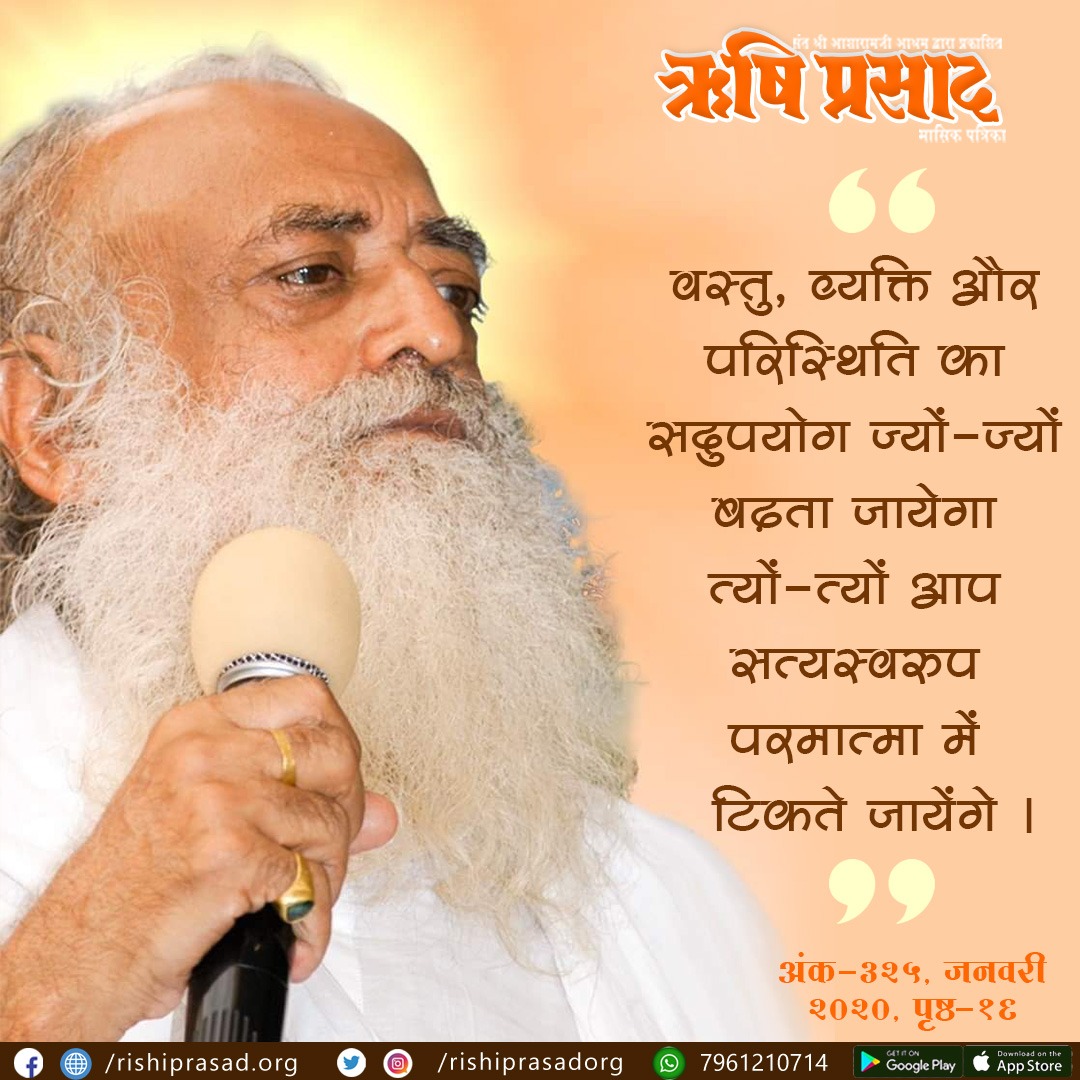 संत श्री आशारामजी आश्रम द्वारा प्रकाशित
ऋषि प्रसाद
मासिक पत्रिका
“
वस्तु, व्यक्ति और
परिस्थिति का
सदुपयोग ज्यों-ज्यों
बढ़ता जायेगा
त्यों-त्यों आप
सत्यस्वरुप
परमात्मा में
टिकते जायेंगे ।
”
अंक-३२५, जनवरी
२०२०, पृष्ठ-१६
/rishiprasad.org /rishiprasadorg 7961210714 GET IT ON Google Play Download on the App Store